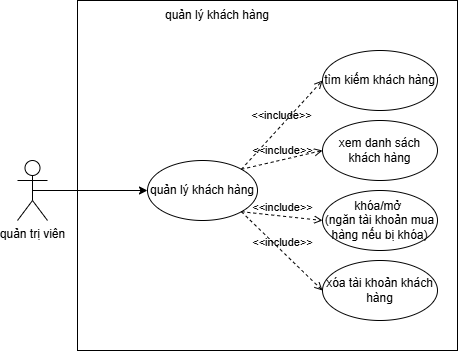 quản lý khách hàng
tìm kiếm khách hàng
<<include>>
xem danh sách
khách hàng
<<include>>
quản lý khách hàng
khóa/mở
(ngăn tài khoản mua
hàng nếu bị khóa)
<<include>>
quản trị viên
<<include>>
xóa tài khoản khách
hàng